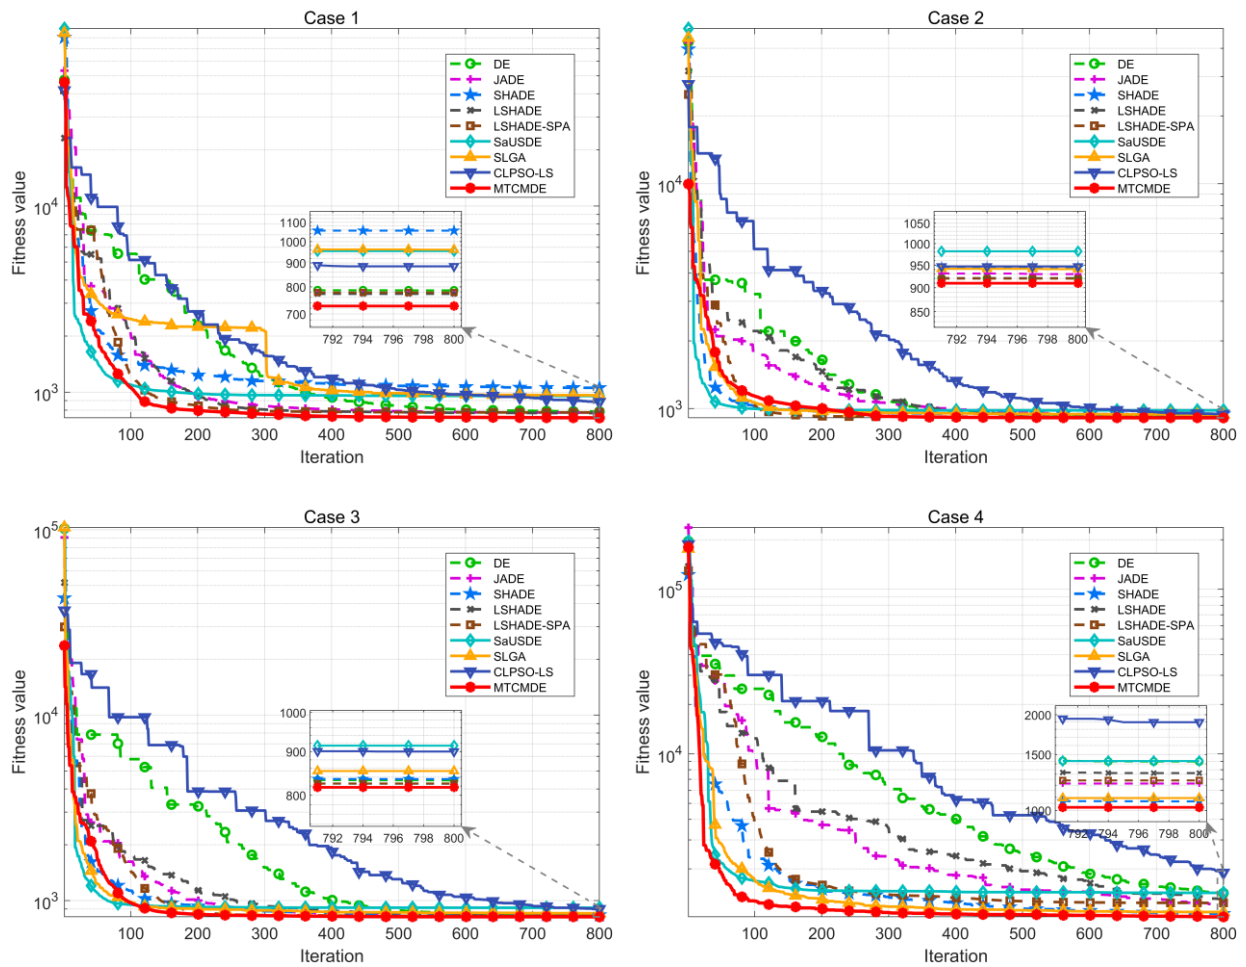 Case 1
Fitness value
10^4
10^3
DE
JADE
SHADE
LSHADE
LSHADE-SPA
SaUSDE
SLGA
CLPSO-LS
MTCMDE
1100
1000
900
800
700
792 794 796 798 800
100 200 300 400 500 600 700 800
Iteration
Case 2
Fitness value
10^4
10^3
DE
JADE
SHADE
LSHADE
LSHADE-SPA
SaUSDE
SLGA
CLPSO-LS
MTCMDE
1050
1000
950
900
850
792 794 796 798 800
100 200 300 400 500 600 700 800
Iteration
Case 3
Fitness value
10^5
10^4
10^3
DE
JADE
SHADE
LSHADE
LSHADE-SPA
SaUSDE
SLGA
CLPSO-LS
MTCMDE
1000
900
800
792 794 796 798 800
100 200 300 400 500 600 700 800
Iteration
Case 4
Fitness value
10^5
10^4
DE
JADE
SHADE
LSHADE
LSHADE-SPA
SaUSDE
SLGA
CLPSO-LS
MTCMDE
2000
1500
1000
792 794 796 798 800
100 200 300 400 500 600 700 800
Iteration